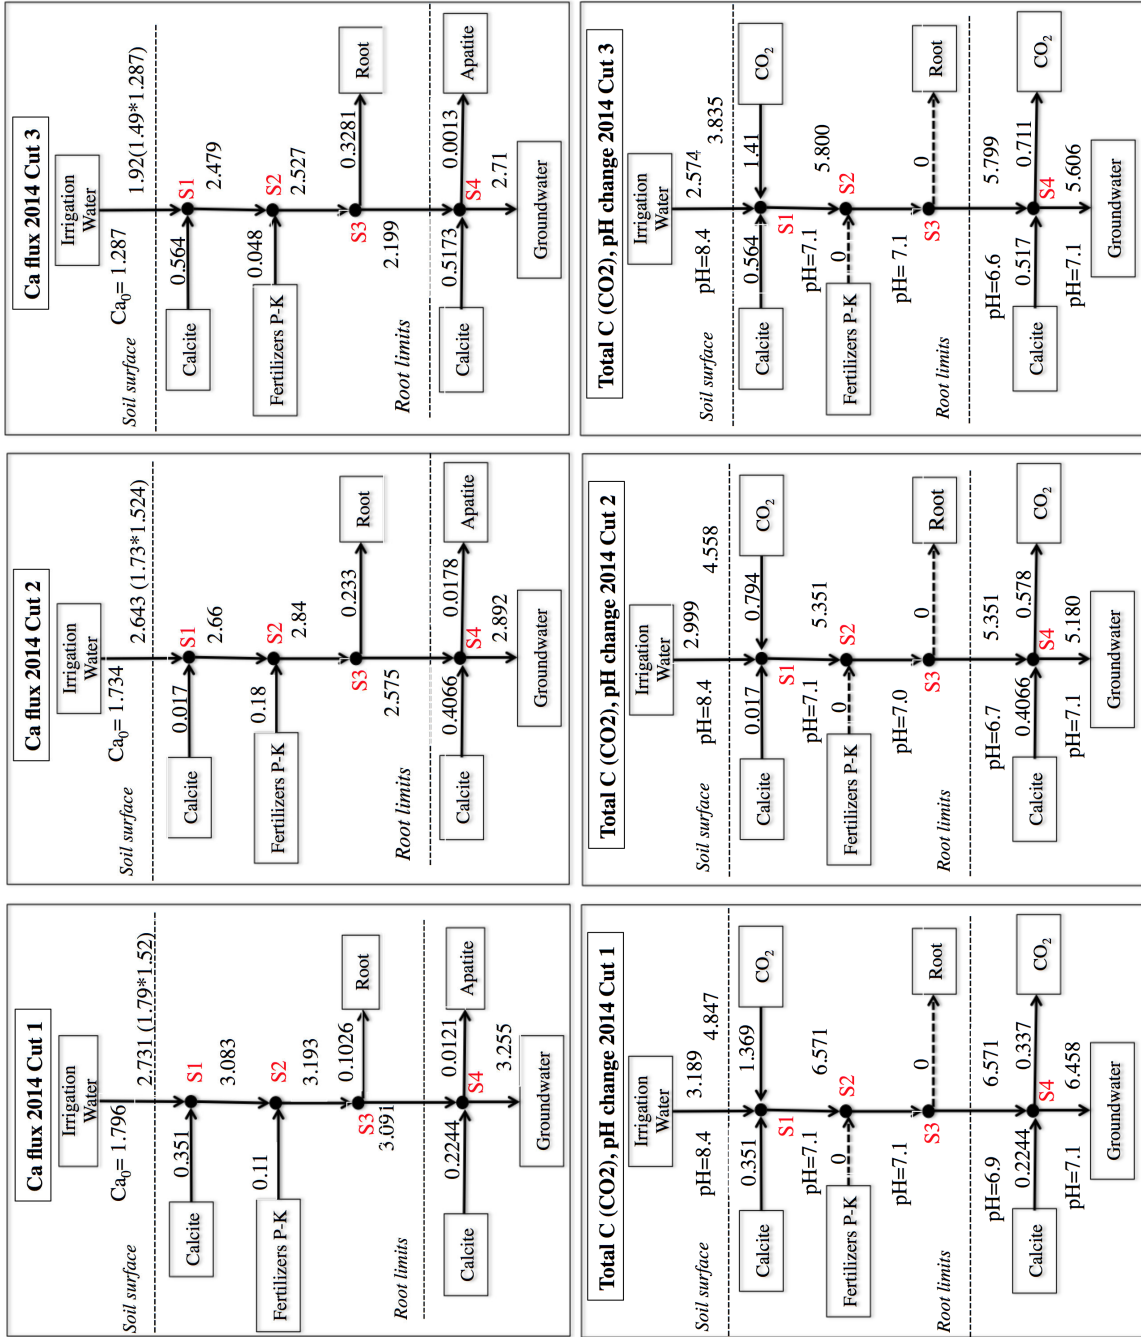 Ca flux 2014 Cut 1
Irrigation
Water
Ca₀= 1.796
2.731 (1.79*1.52)
Soil surface
S1
0.351
Calcite
3.083
S2
0.11
Fertilizers P-K
3.193
0.1026
Root
S3
3.091
Root limits
0.2244
Calcite
0.0121
Apatite
S4
3.255
Groundwater
Ca flux 2014 Cut 2
Irrigation
Water
Ca₀= 1.734
2.643 (1.73*1.524)
Soil surface
S1
0.017
Calcite
2.66
S2
0.18
Fertilizers P-K
2.84
0.233
Root
S3
2.575
Root limits
0.4066
Calcite
0.0178
Apatite
S4
2.892
Groundwater
Ca flux 2014 Cut 3
Irrigation
Water
Ca₀= 1.287
1.92(1.49*1.287)
Soil surface
S1
0.564
Calcite
2.479
S2
0.048
Fertilizers P-K
2.527
0.3281
Root
S3
2.199
Root limits
0.5173
Calcite
0.0013
Apatite
S4
2.71
Groundwater
Total C (CO2), pH change 2014 Cut 1
Irrigation
Water
pH=8.4
3.189
4.847
Soil surface
0.351
Calcite
1.369
CO₂
S1
pH=7.1
6.571
S2
0
Fertilizers P-K
pH=7.1
0
Root
S3
Root limits
pH=6.9
6.571
0.2244
Calcite
0.337
CO₂
S4
pH=7.1
6.458
Groundwater
Total C (CO2), pH change 2014 Cut 2
Irrigation
Water
pH=8.4
2.999
4.558
Soil surface
0.017
Calcite
0.794
CO₂
S1
pH=7.1
5.351
S2
0
Fertilizers P-K
pH=7.0
0
Root
S3
Root limits
pH=6.7
5.351
0.4066
Calcite
0.578
CO₂
S4
pH=7.1
5.180
Groundwater
Total C (CO2), pH change 2014 Cut 3
Irrigation
Water
pH=8.4
2.574
3.835
Soil surface
0.564
Calcite
1.41
CO₂
S1
pH=7.1
5.800
S2
0
Fertilizers P-K
pH= 7.1
0
Root
S3
Root limits
pH=6.6
5.799
0.517
Calcite
0.711
CO₂
S4
pH=7.1
5.606
Groundwater